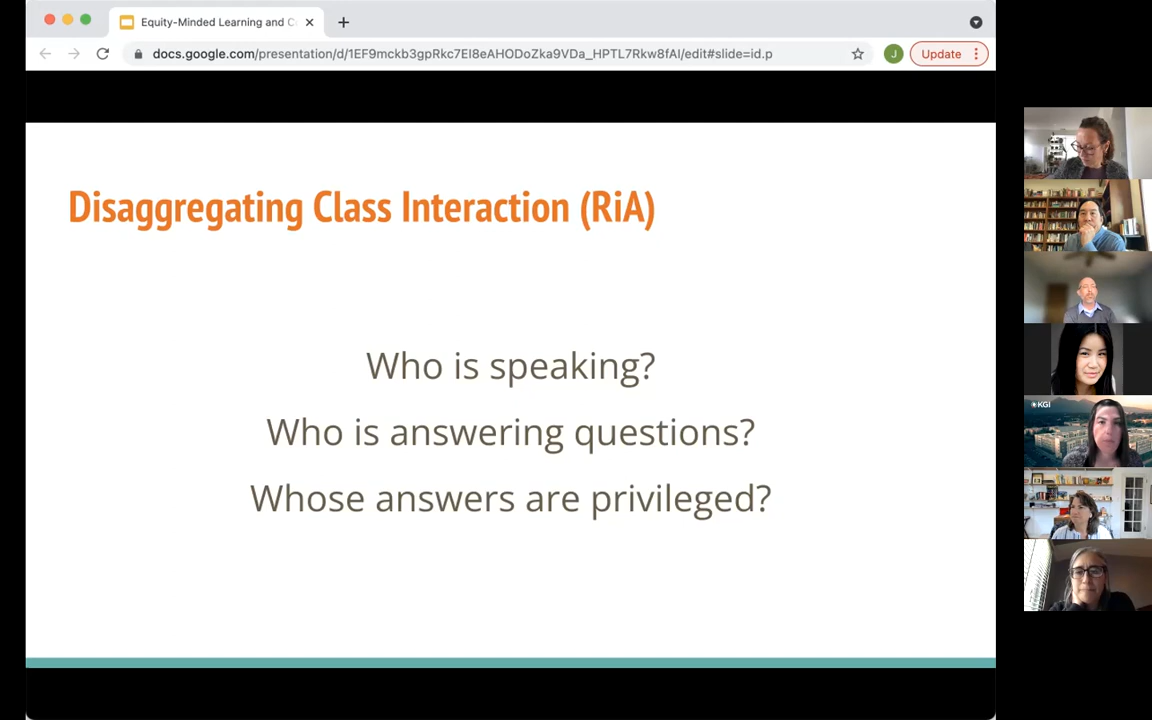 Equity-Minded Learning and C
docs.google.com/presentation/d/1EF9mckb3gpRkc7EI8eAHODoZka9VDa_HPTL7Rkw8fAI/edit#slide=id.p
J
Update
Disaggregating Class Interaction (RiA)
Who is speaking?
Who is answering questions?
Whose answers are privileged?
KGI